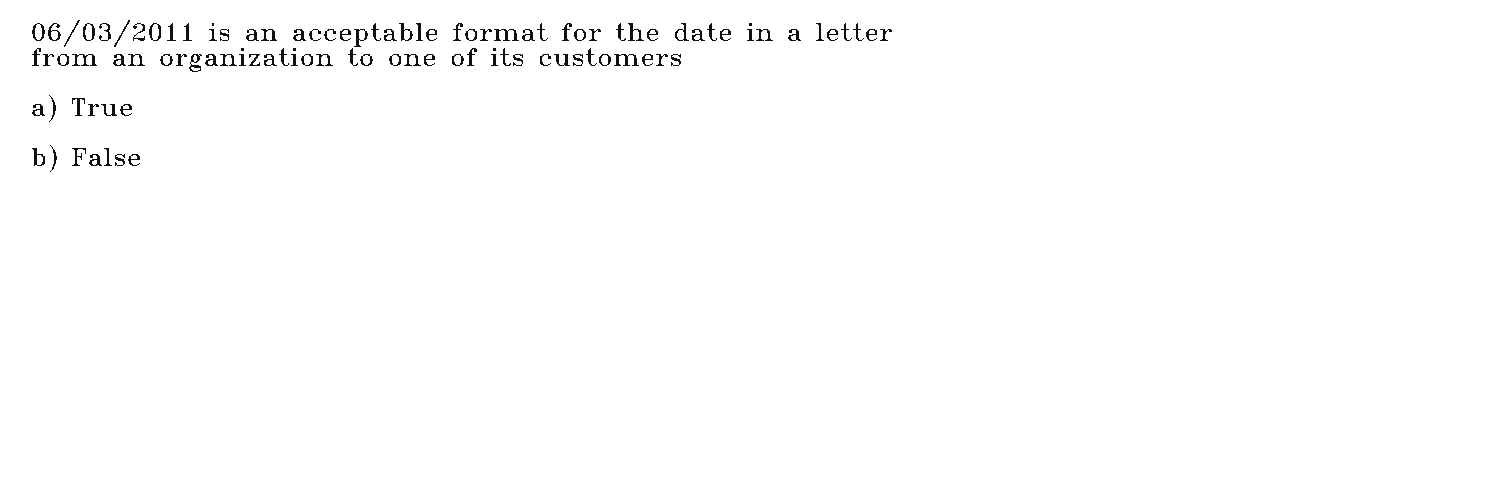 06/03/2011 is an acceptable format for the date in a letter
from an organization to one of its customers
a) True
b) False